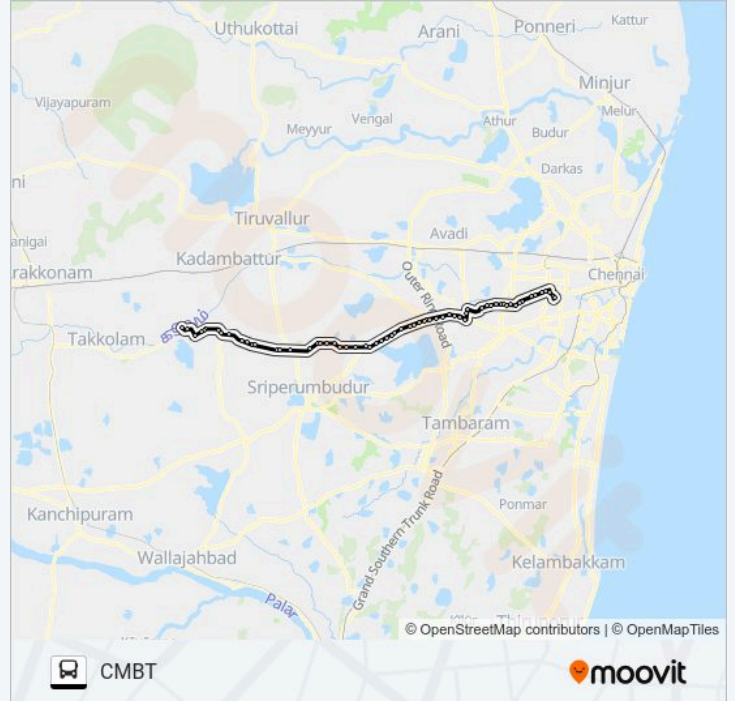 Uthukottai
Arani
Ponneri
Kattur
Vijayapuram
Minjur
Melur
Vengal
Athur
Meyyur
Budur
Darkas
ni
Tiruvallur
Avadi
anigai
Kadambattur
rakkonam
Outer Ring Road
Chennai
Takkolam
Sriperumbudur
Tambaram
Ponmar
Kanchipuram
Grand Southern Trunk Road
Wallajahbad
Kelambakkam
Palar
© OpenStreetMap contributors | © OpenMapTiles
CMBT
moovit